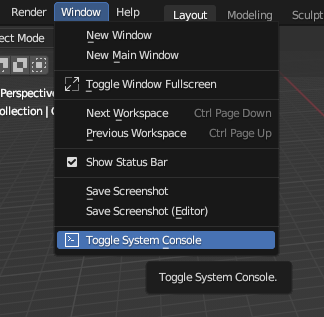 Render Window Help Layout Sculpt
ect Mode
New Window
New Main Window
Toggle Window Fullscreen
Perspective
ollection | C
Next Workspace Ctrl Page Down
Previous Workspace Ctrl Page Up
Show Status Bar
Save Screenshot
Save Screenshot (Editor)
Toggle System Console
Toggle System Console.